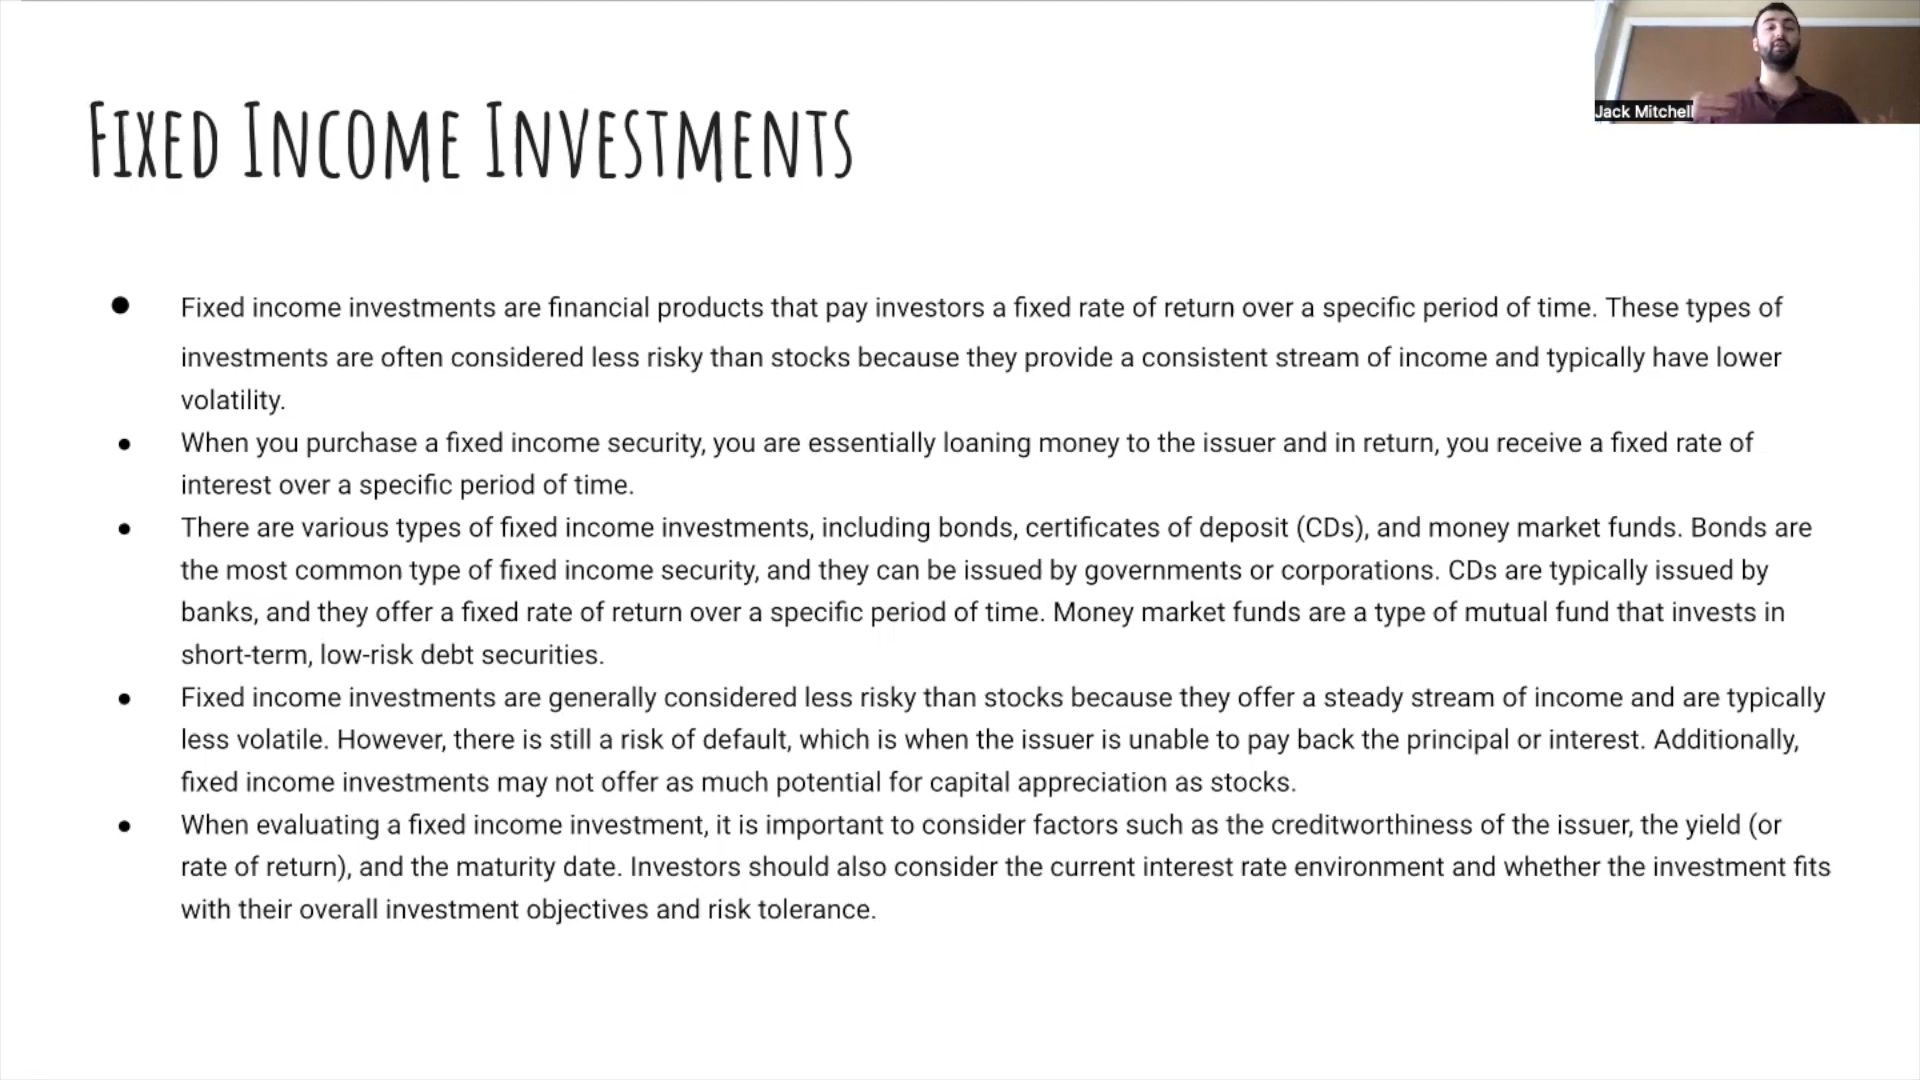 Jack Mitchell
Fixed Income Investments
● Fixed income investments are financial products that pay investors a fixed rate of return over a specific period of time. These types of
investments are often considered less risky than stocks because they provide a consistent stream of income and typically have lower
volatility.
● When you purchase a fixed income security, you are essentially loaning money to the issuer and in return, you receive a fixed rate of
interest over a specific period of time.
● There are various types of fixed income investments, including bonds, certificates of deposit (CDs), and money market funds. Bonds are
the most common type of fixed income security, and they can be issued by governments or corporations. CDs are typically issued by
banks, and they offer a fixed rate of return over a specific period of time. Money market funds are a type of mutual fund that invests in
short-term, low-risk debt securities.
● Fixed income investments are generally considered less risky than stocks because they offer a steady stream of income and are typically
less volatile. However, there is still a risk of default, which is when the issuer is unable to pay back the principal or interest. Additionally,
fixed income investments may not offer as much potential for capital appreciation as stocks.
● When evaluating a fixed income investment, it is important to consider factors such as the creditworthiness of the issuer, the yield (or
rate of return), and the maturity date. Investors should also consider the current interest rate environment and whether the investment fits
with their overall investment objectives and risk tolerance.